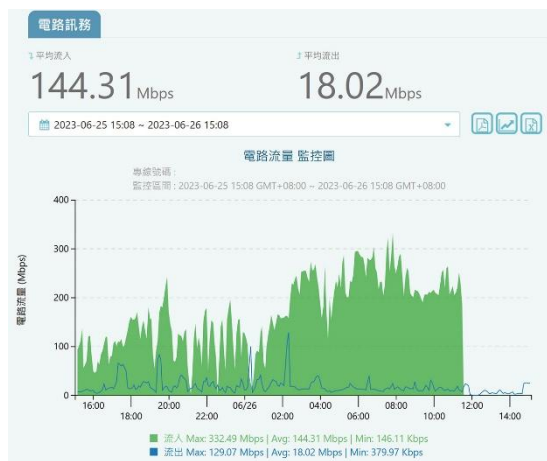 電路訊務
平均流入
平均流出
144.31 Mbps
18.02 Mbps
2023-06-25 15:08 ~ 2023-06-26 15:08
電路流量 監控圖
專線號碼 :
監控區間 : 2023-06-25 15:08 GMT+08:00 ~ 2023-06-26 15:08 GMT+08:00
電路流量 (Mbps)
400
300
200
100
0
16:00
18:00
20:00
22:00
06/26
02:00
04:00
06:00
08:00
10:00
12:00
14:00
流入 Max: 332.49 Mbps | Avg: 144.31 Mbps | Min: 146.11 Kbps
流出 Max: 129.07 Mbps | Avg: 18.02 Mbps | Min: 379.97 Kbps